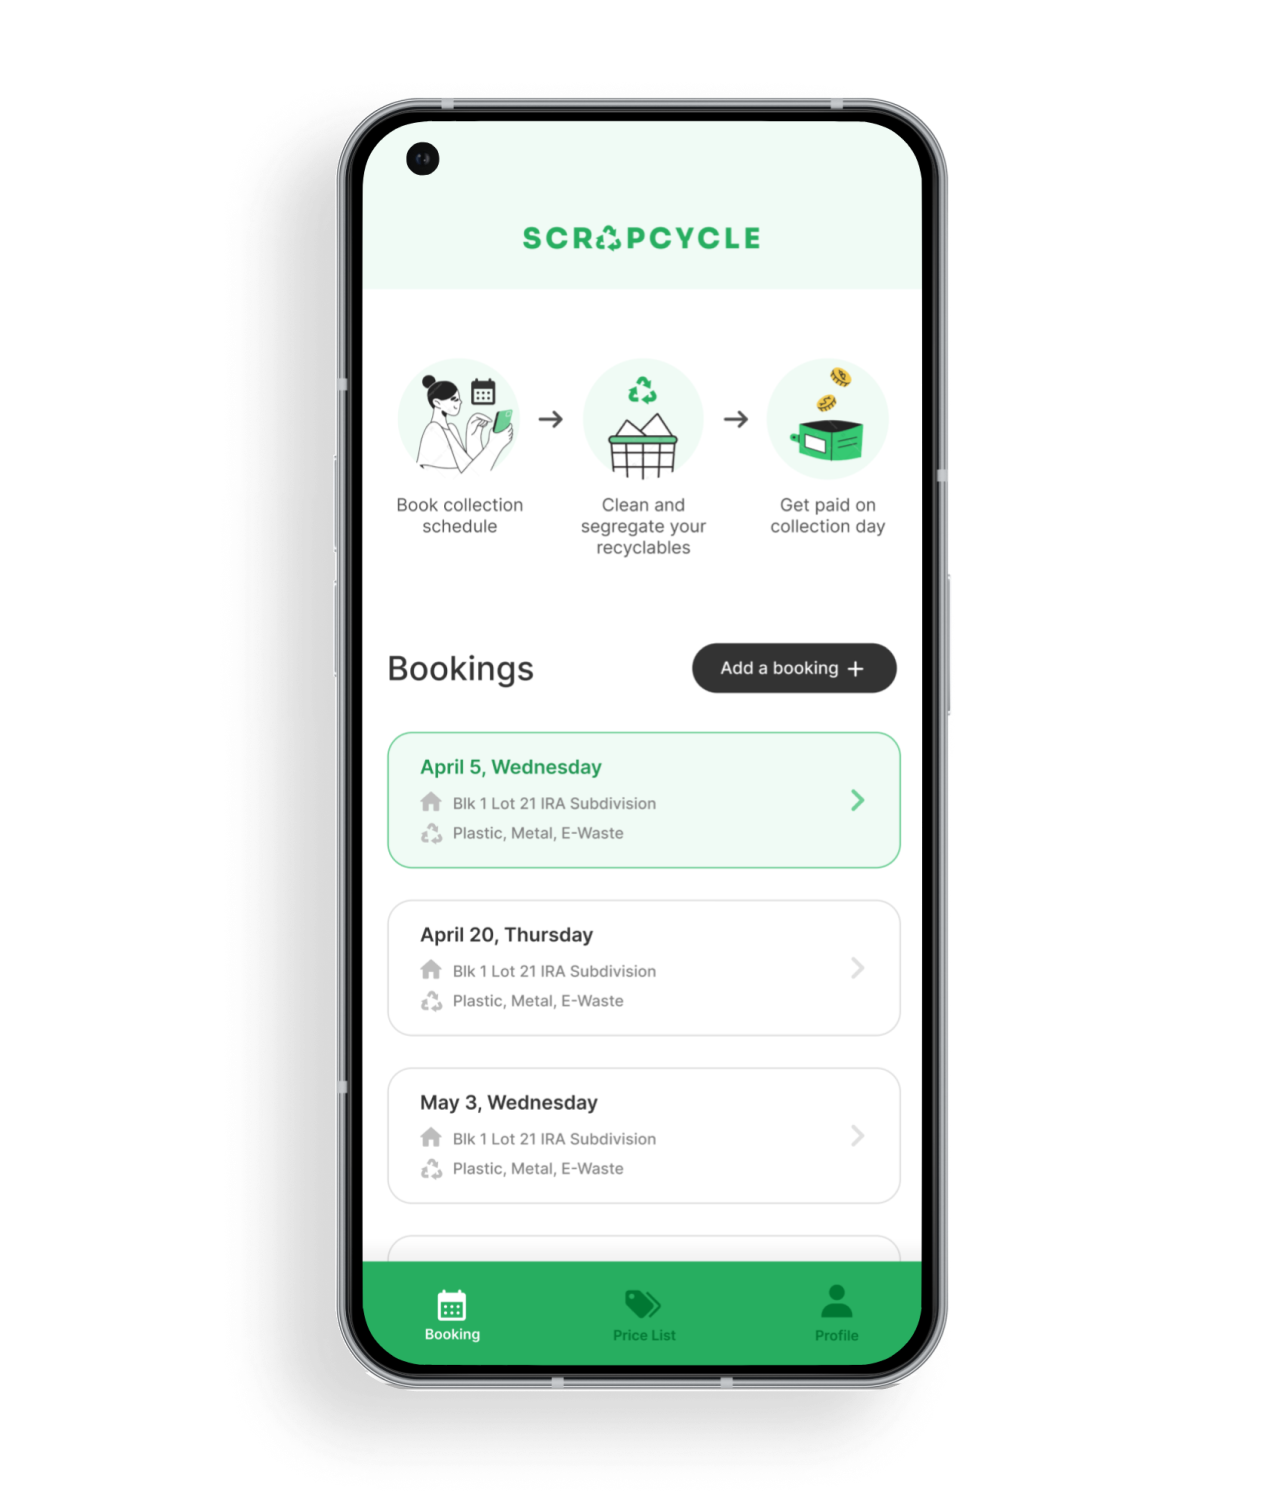 SCRAPCYCLE
Book collection
schedule
Clean and
segregate your
recyclables
Get paid on
collection day
Bookings
Add a booking +
April 5, Wednesday
Blk 1 Lot 21 IRA Subdivision
Plastic, Metal, E-Waste
April 20, Thursday
Blk 1 Lot 21 IRA Subdivision
Plastic, Metal, E-Waste
May 3, Wednesday
Blk 1 Lot 21 IRA Subdivision
Plastic, Metal, E-Waste
Booking
Price List
Profile